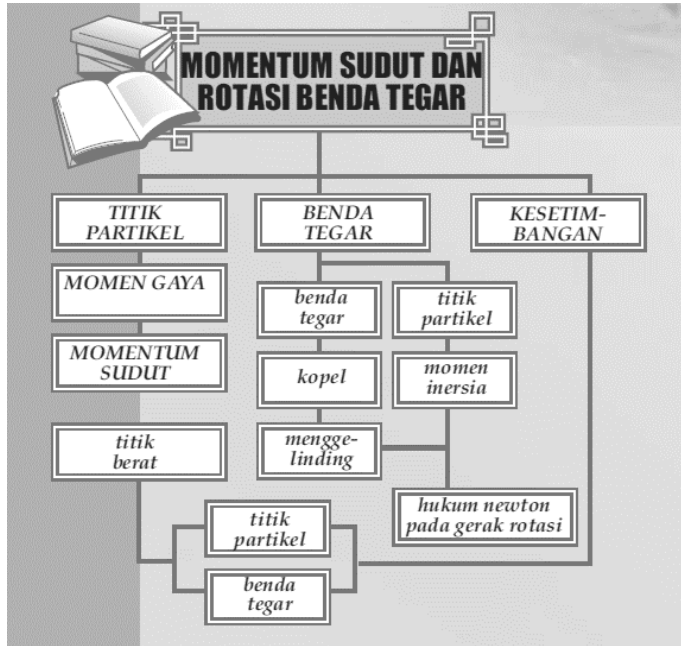 MOMENTUM SUDUT DAN
ROTASI BENDA TEGAR
TITIK
PARTIKEL
BENDA
TEGAR
KESETIM-
BANGAN
MOMEN GAYA
benda
tegar
titik
partikel
MOMENTUM
SUDUT
kopel
momen
inersia
titik
berat
mengge-
linding
hukum newton
pada gerak rotasi
titik
partikel
benda
tegar